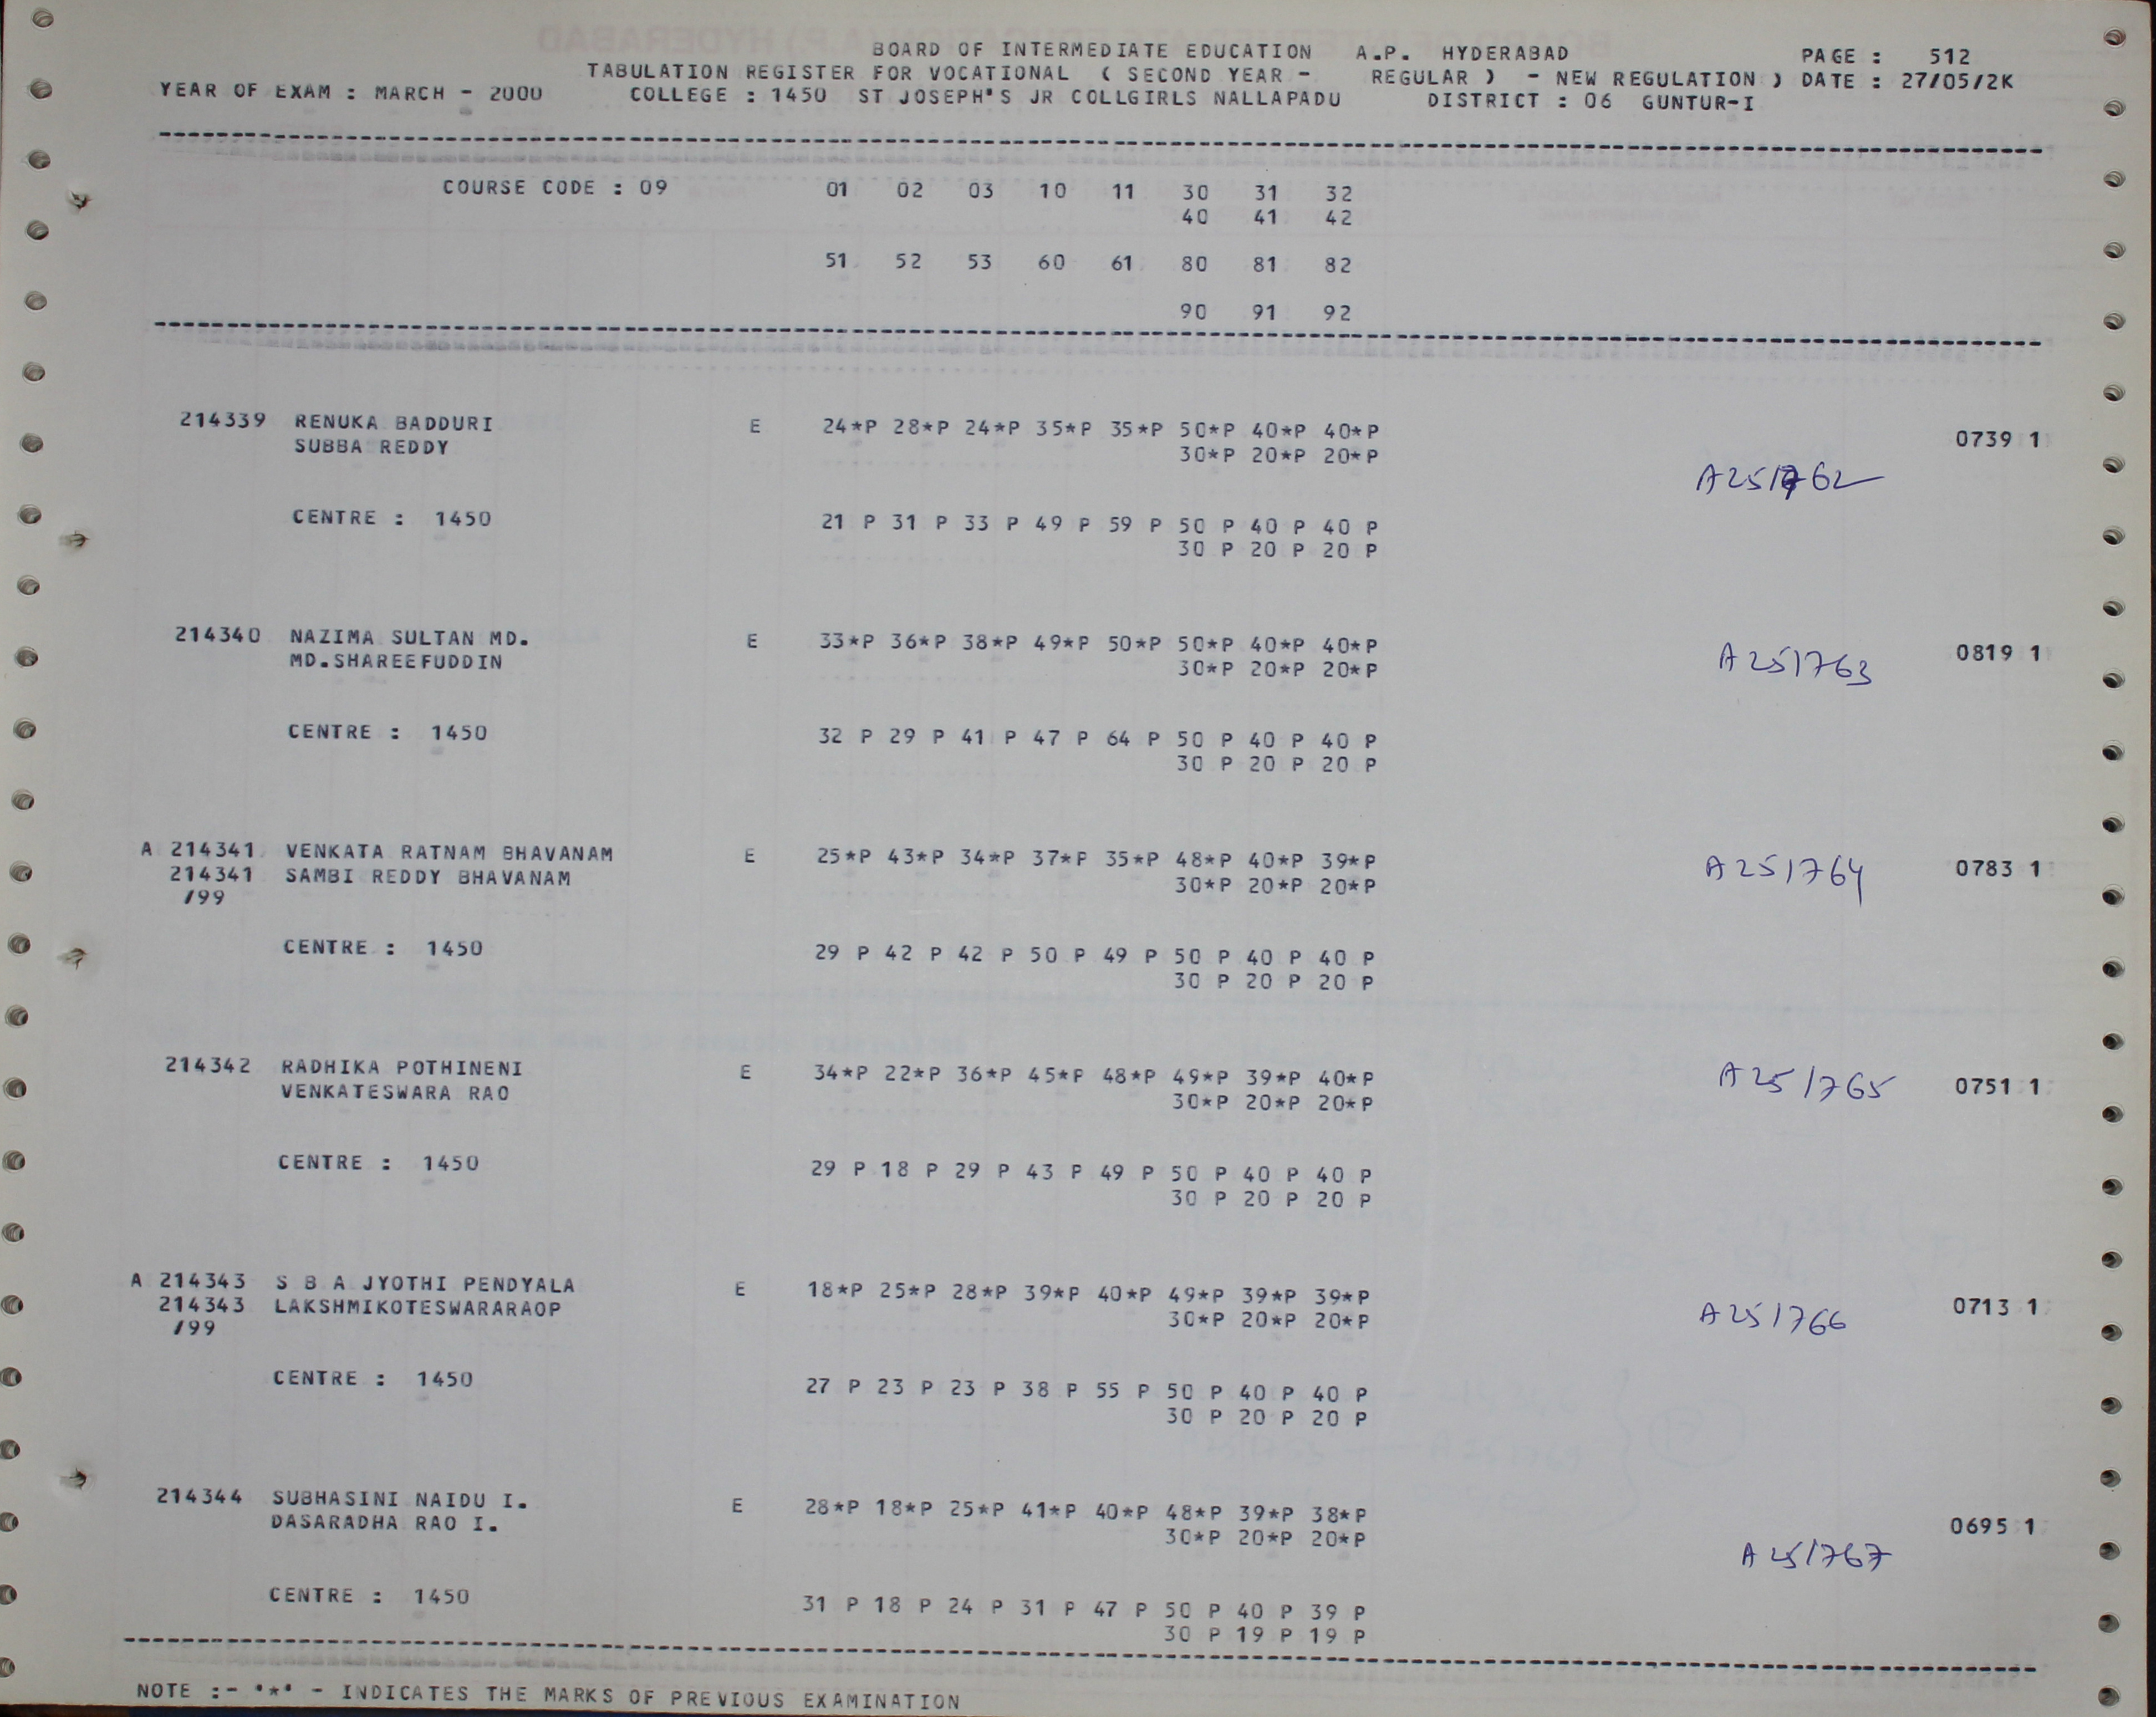 BOARD OF INTERMEDIATE EDUCATION A.P. HYDERABAD PAGE : 512
TABULATION REGISTER FOR VOCATIONAL ( SECOND YEAR - REGULAR ) - NEW REGULATION ) DATE : 27/05/2K
YEAR OF EXAM : MARCH - 2000 COLLEGE : 1450 ST JOSEPH'S JR COLLGIRLS NALLAPADU DISTRICT : 06 GUNTUR-I
COURSE CODE : 09 01 02 03 10 11 30 31 32
40 41 42
51 52 53 60 61 80 81 82
90 91 92
214339 RENUKA BADDURI E 24*P 28*P 24*P 35*P 35*P 50*P 40*P 40*P 0739 1
SUBBA REDDY 30*P 20*P 20*P
A251762
CENTRE : 1450 21 P 31 P 33 P 49 P 59 P 50 P 40 P 40 P
30 P 20 P 20 P
214340 NAZIMA SULTAN MD. E 33*P 36*P 38*P 49*P 50*P 50*P 40*P 40*P 0819 1
MD.SHAREEFUDDIN 30*P 20*P 20*P A251763
CENTRE : 1450 32 P 29 P 41 P 47 P 64 P 50 P 40 P 40 P
30 P 20 P 20 P
A 214341 VENKATA RATNAM BHAVANAM E 25*P 43*P 34*P 37*P 35*P 48*P 40*P 39*P A251764 0783 1
214341 SAMBI REDDY BHAVANAM 30*P 20*P 20*P
/99
CENTRE : 1450 29 P 42 P 42 P 50 P 49 P 50 P 40 P 40 P
30 P 20 P 20 P
214342 RADHIKA POTHINENI E 34*P 22*P 36*P 45*P 48*P 49*P 39*P 40*P A251765 0751 1
VENKATESWARA RAO 30*P 20*P 20*P
CENTRE : 1450 29 P 18 P 29 P 43 P 49 P 50 P 40 P 40 P
30 P 20 P 20 P
A 214343 S B A JYOTHI PENDYALA E 18*P 25*P 28*P 39*P 40*P 49*P 39*P 39*P 0713 1
214343 LAKSHMIKOTESWARARAOP 30*P 20*P 20*P A251766
/99
CENTRE : 1450 27 P 23 P 23 P 38 P 55 P 50 P 40 P 40 P
30 P 20 P 20 P
214344 SUBHASINI NAIDU I. E 28*P 18*P 25*P 41*P 40*P 48*P 39*P 38*P 0695 1
DASARADHA RAO I. 30*P 20*P 20*P
A251767
CENTRE : 1450 31 P 18 P 24 P 31 P 47 P 50 P 40 P 39 P
30 P 19 P 19 P
NOTE :- '*' - INDICATES THE MARKS OF PREVIOUS EXAMINATION